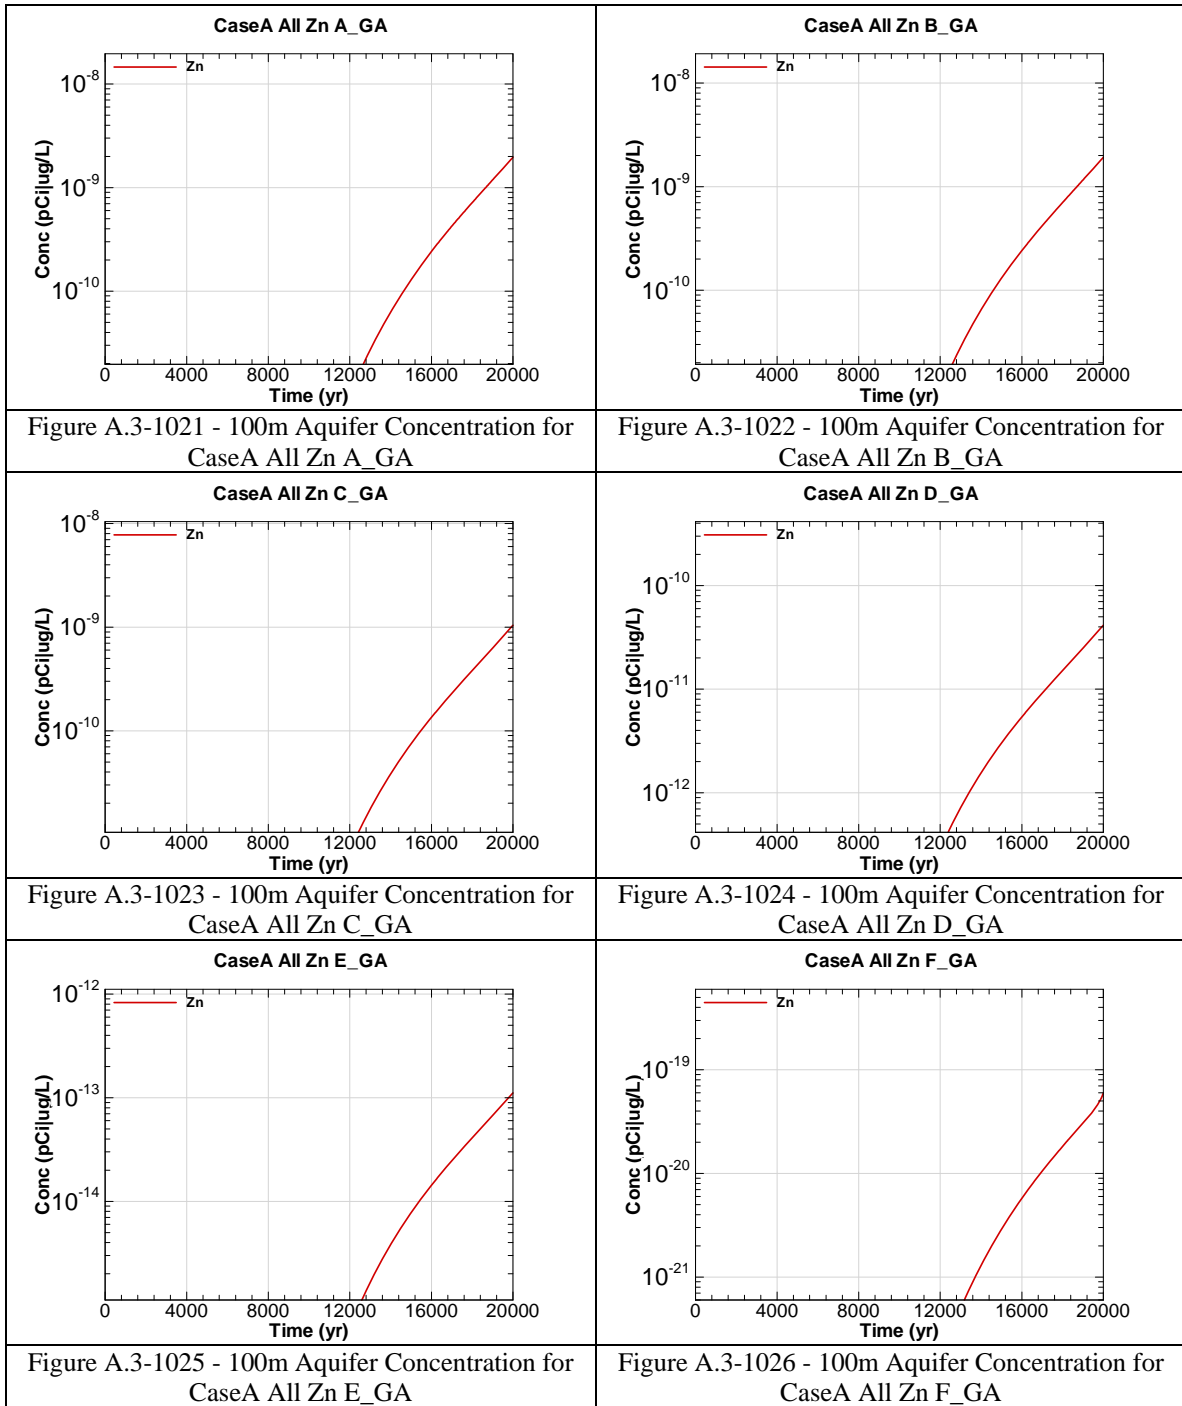 CaseA All Zn A_GA
Zn
10-8
10-9
10-10
Conc (pCi|ug/L)
0 4000 8000 12000 16000 20000
Time (yr)
Figure A.3-1021 - 100m Aquifer Concentration for
CaseA All Zn A_GA
CaseA All Zn B_GA
Zn
10-8
10-9
10-10
Conc (pCi|ug/L)
0 4000 8000 12000 16000 20000
Time (yr)
Figure A.3-1022 - 100m Aquifer Concentration for
CaseA All Zn B_GA
CaseA All Zn C_GA
Zn
10-8
10-9
10-10
Conc (pCi|ug/L)
0 4000 8000 12000 16000 20000
Time (yr)
Figure A.3-1023 - 100m Aquifer Concentration for
CaseA All Zn C_GA
CaseA All Zn D_GA
Zn
10-10
10-11
10-12
Conc (pCi|ug/L)
0 4000 8000 12000 16000 20000
Time (yr)
Figure A.3-1024 - 100m Aquifer Concentration for
CaseA All Zn D_GA
CaseA All Zn E_GA
Zn
10-12
10-13
10-14
Conc (pCi|ug/L)
0 4000 8000 12000 16000 20000
Time (yr)
Figure A.3-1025 - 100m Aquifer Concentration for
CaseA All Zn E_GA
CaseA All Zn F_GA
Zn
10-19
10-20
10-21
Conc (pCi|ug/L)
0 4000 8000 12000 16000 20000
Time (yr)
Figure A.3-1026 - 100m Aquifer Concentration for
CaseA All Zn F_GA